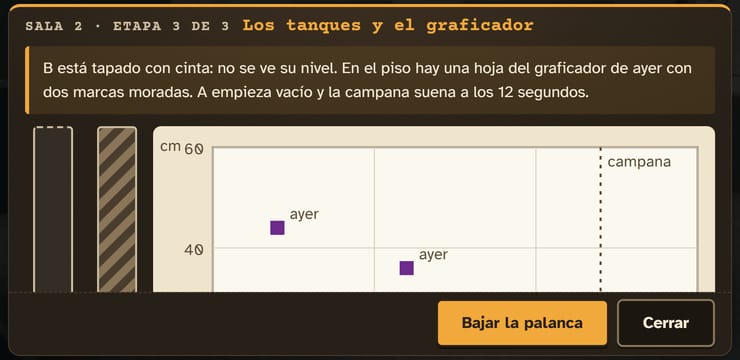 SALA 2 · ETAPA 3 DE 3 Los tanques y el graficador
B está tapado con cinta: no se ve su nivel. En el piso hay una hoja del graficador de ayer con
dos marcas moradas. A empieza vacío y la campana suena a los 12 segundos.
cm 60
campana
ayer
40
ayer
Bajar la palanca
Cerrar